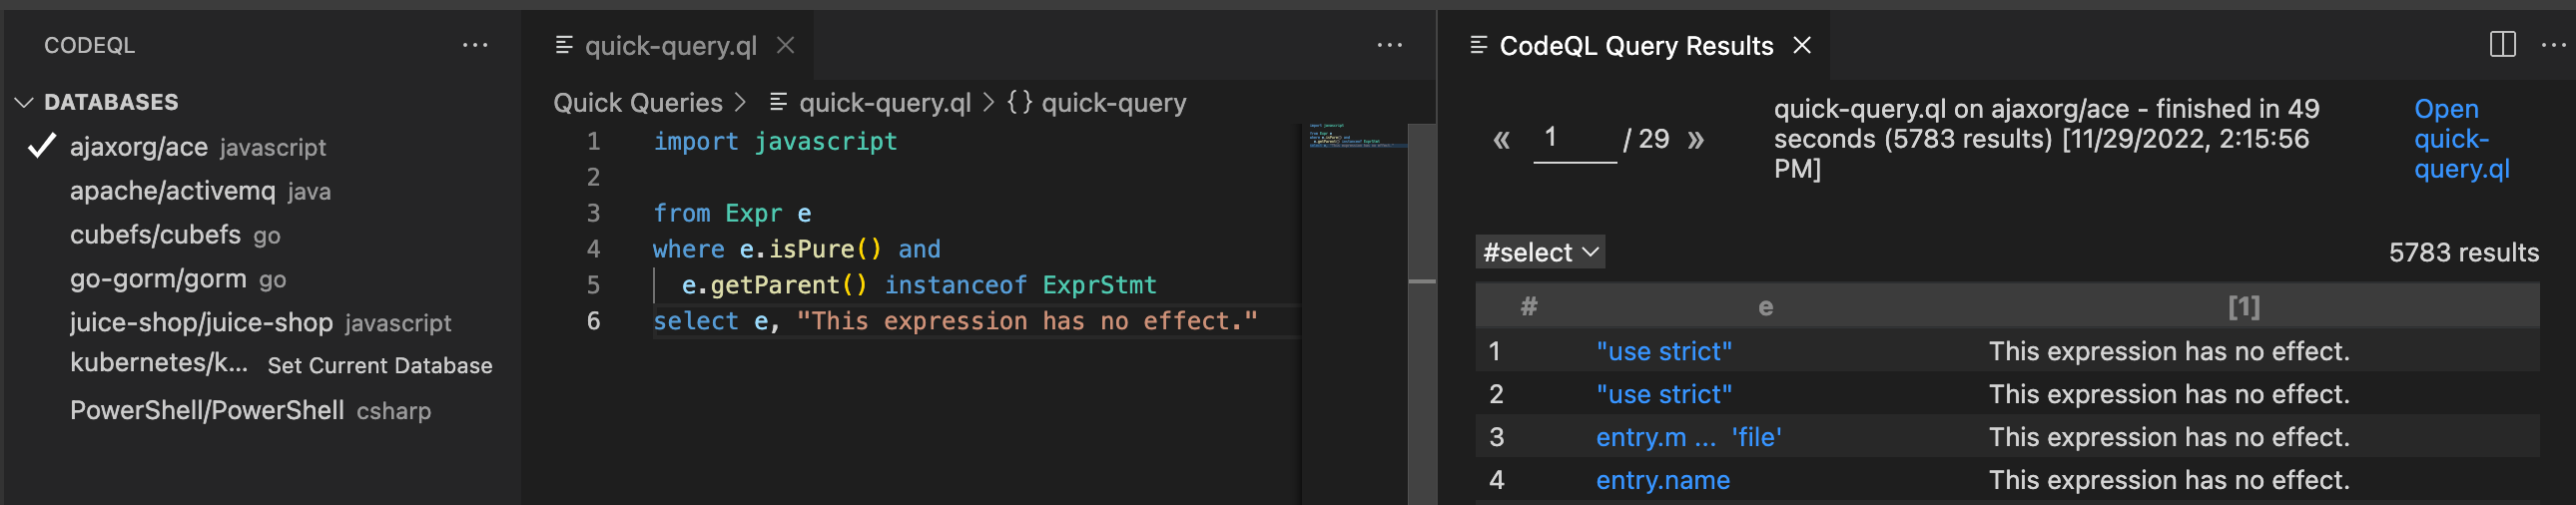 CODEQL
DATABASES
ajaxorg/ace javascript
apache/activemq java
cubefs/cubefs go
go-gorm/gorm go
juice-shop/juice-shop javascript
kubernetes/k... Set Current Database
PowerShell/PowerShell csharp
quick-query.ql
Quick Queries > quick-query.ql > {} quick-query
1 import javascript
2
3 from Expr e
4 where e.isPure() and
5 e.getParent() instanceof ExprStmt
6 select e, "This expression has no effect."
CodeQL Query Results
« 1 / 29 »
quick-query.ql on ajaxorg/ace - finished in 49
seconds (5783 results) [11/29/2022, 2:15:56
PM]
Open
quick-
query.ql
#select
5783 results
# e [1]
1 "use strict" This expression has no effect.
2 "use strict" This expression has no effect.
3 entry.m ... 'file' This expression has no effect.
4 entry.name This expression has no effect.